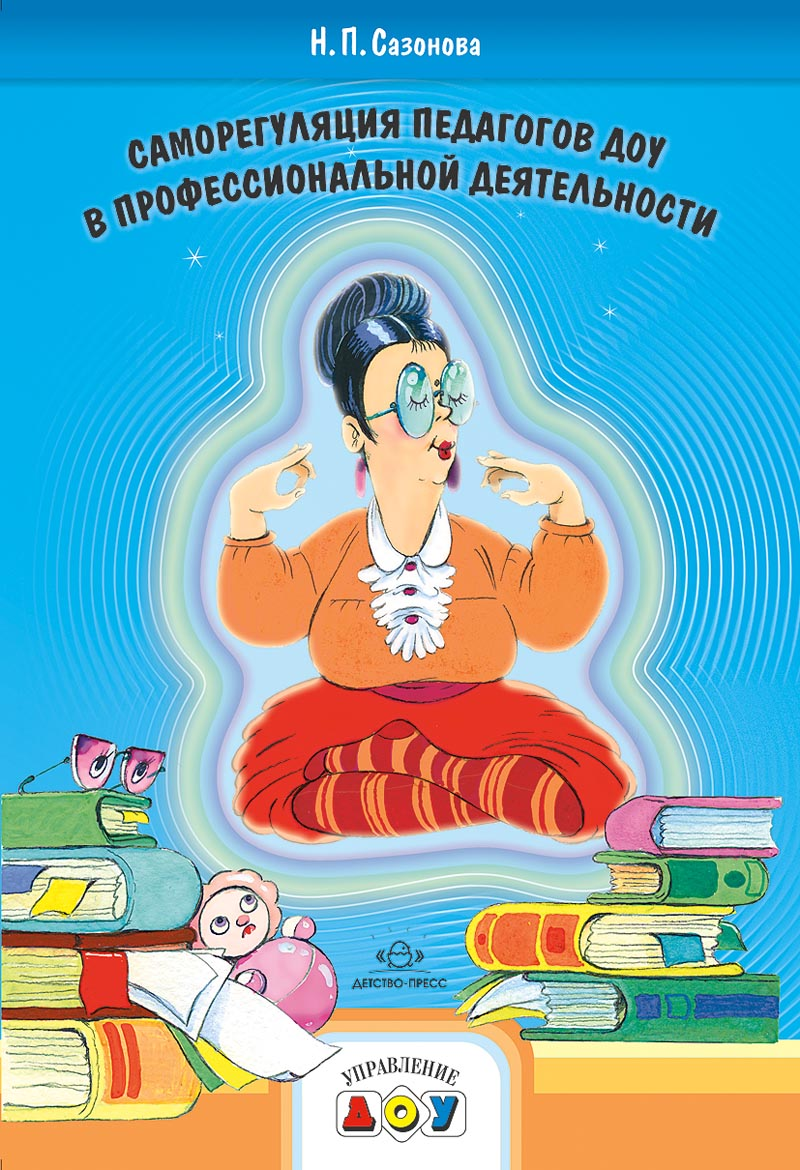 Н. П. Сазонова
САМОРЕГУЛЯЦИЯ ПЕДАГОГОВ ДОУ
В ПРОФЕССИОНАЛЬНОЙ ДЕЯТЕЛЬНОСТИ
«ДЕТСТВО-ПРЕСС»
УПРАВЛЕНИЕ
ДОУ